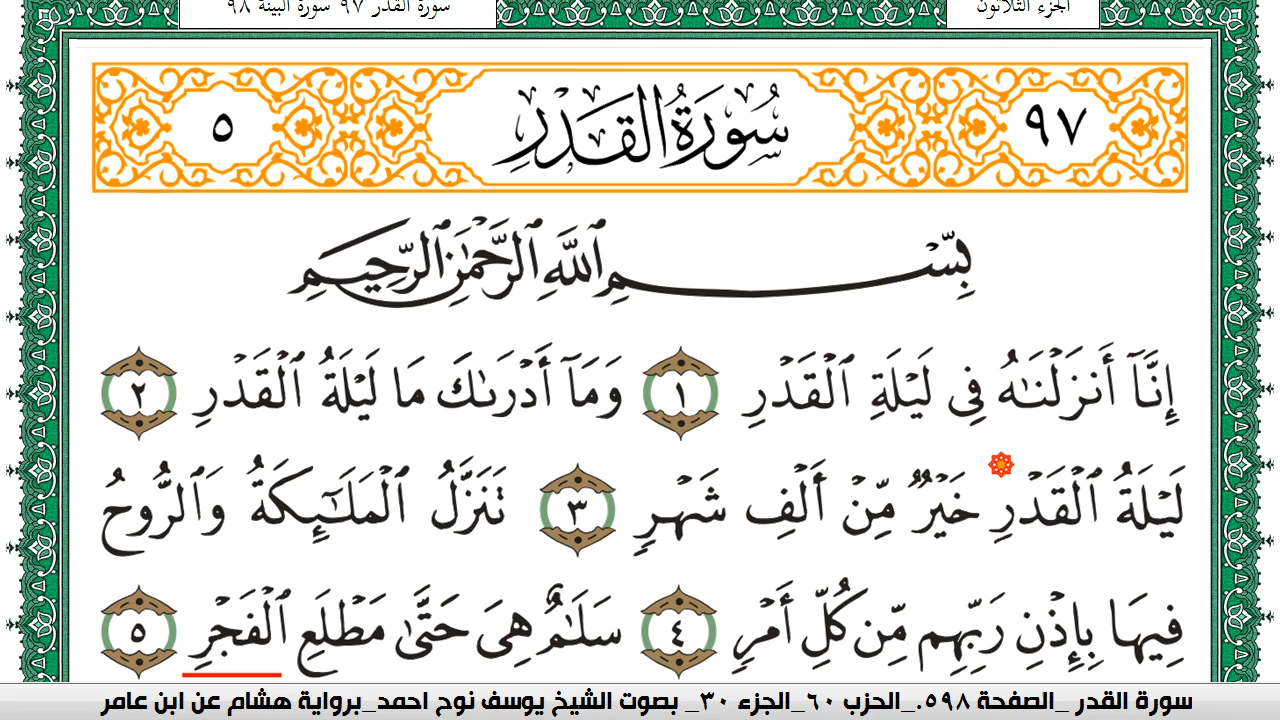 الجزء الثلاثون
سورة القدر ٩٧ سورة البينة ٩٨
٩٧ سُورَةُ القَدْرِ ٥
بِسْمِ ٱللَّهِ ٱلرَّحْمَٰنِ ٱلرَّحِيمِ
إِنَّآ أَنزَلْنَٰهُ فِى لَيْلَةِ ٱلْقَدْرِ ١ وَمَآ أَدْرَىٰكَ مَا لَيْلَةُ ٱلْقَدْرِ ٢
لَيْلَةُ ٱلْقَدْرِ خَيْرٌ مِّنْ أَلْفِ شَهْرٍ ٣ تَنَزَّلُ ٱلْمَلَٰٓئِكَةُ وَٱلرُّوحُ
فِيهَا بِإِذْنِ رَبِّهِم مِّن كُلِّ أَمْرٍ ٤ سَلَٰمٌ هِىَ حَتَّىٰ مَطْلَعِ ٱلْفَجْرِ ٥
سورة القدر _الصفحة ٥٩٨._الحزب ٦٠_الجزء ٣٠_ بصوت الشيخ يوسف نوح احمد_برواية هشام عن ابن عامر